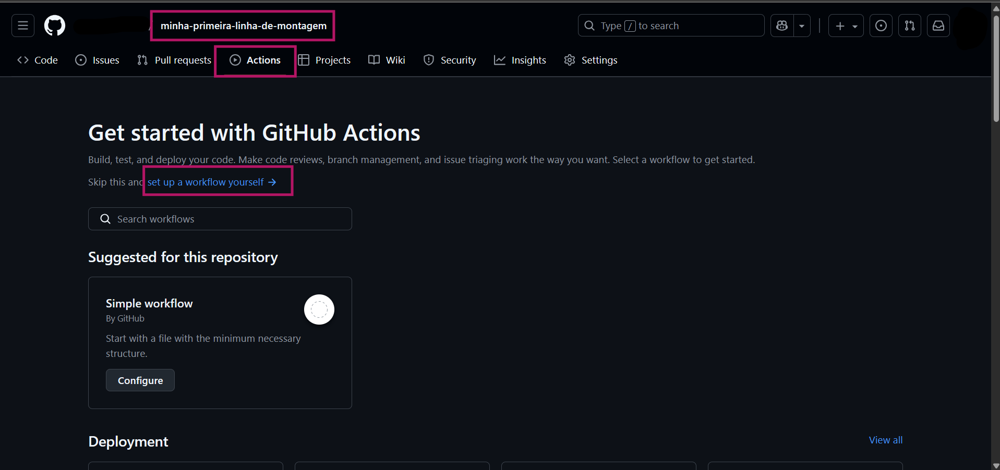 minha-primeira-linha-de-montagem
Type / to search
Code Issues Pull requests Actions Projects Wiki Security Insights Settings
Get started with GitHub Actions
Build, test, and deploy your code. Make code reviews, branch management, and issue triaging work the way you want. Select a workflow to get started.
Skip this and set up a workflow yourself →
Search workflows
Suggested for this repository
Simple workflow
By GitHub
Start with a file with the minimum necessary
structure.
Configure
Deployment
View all